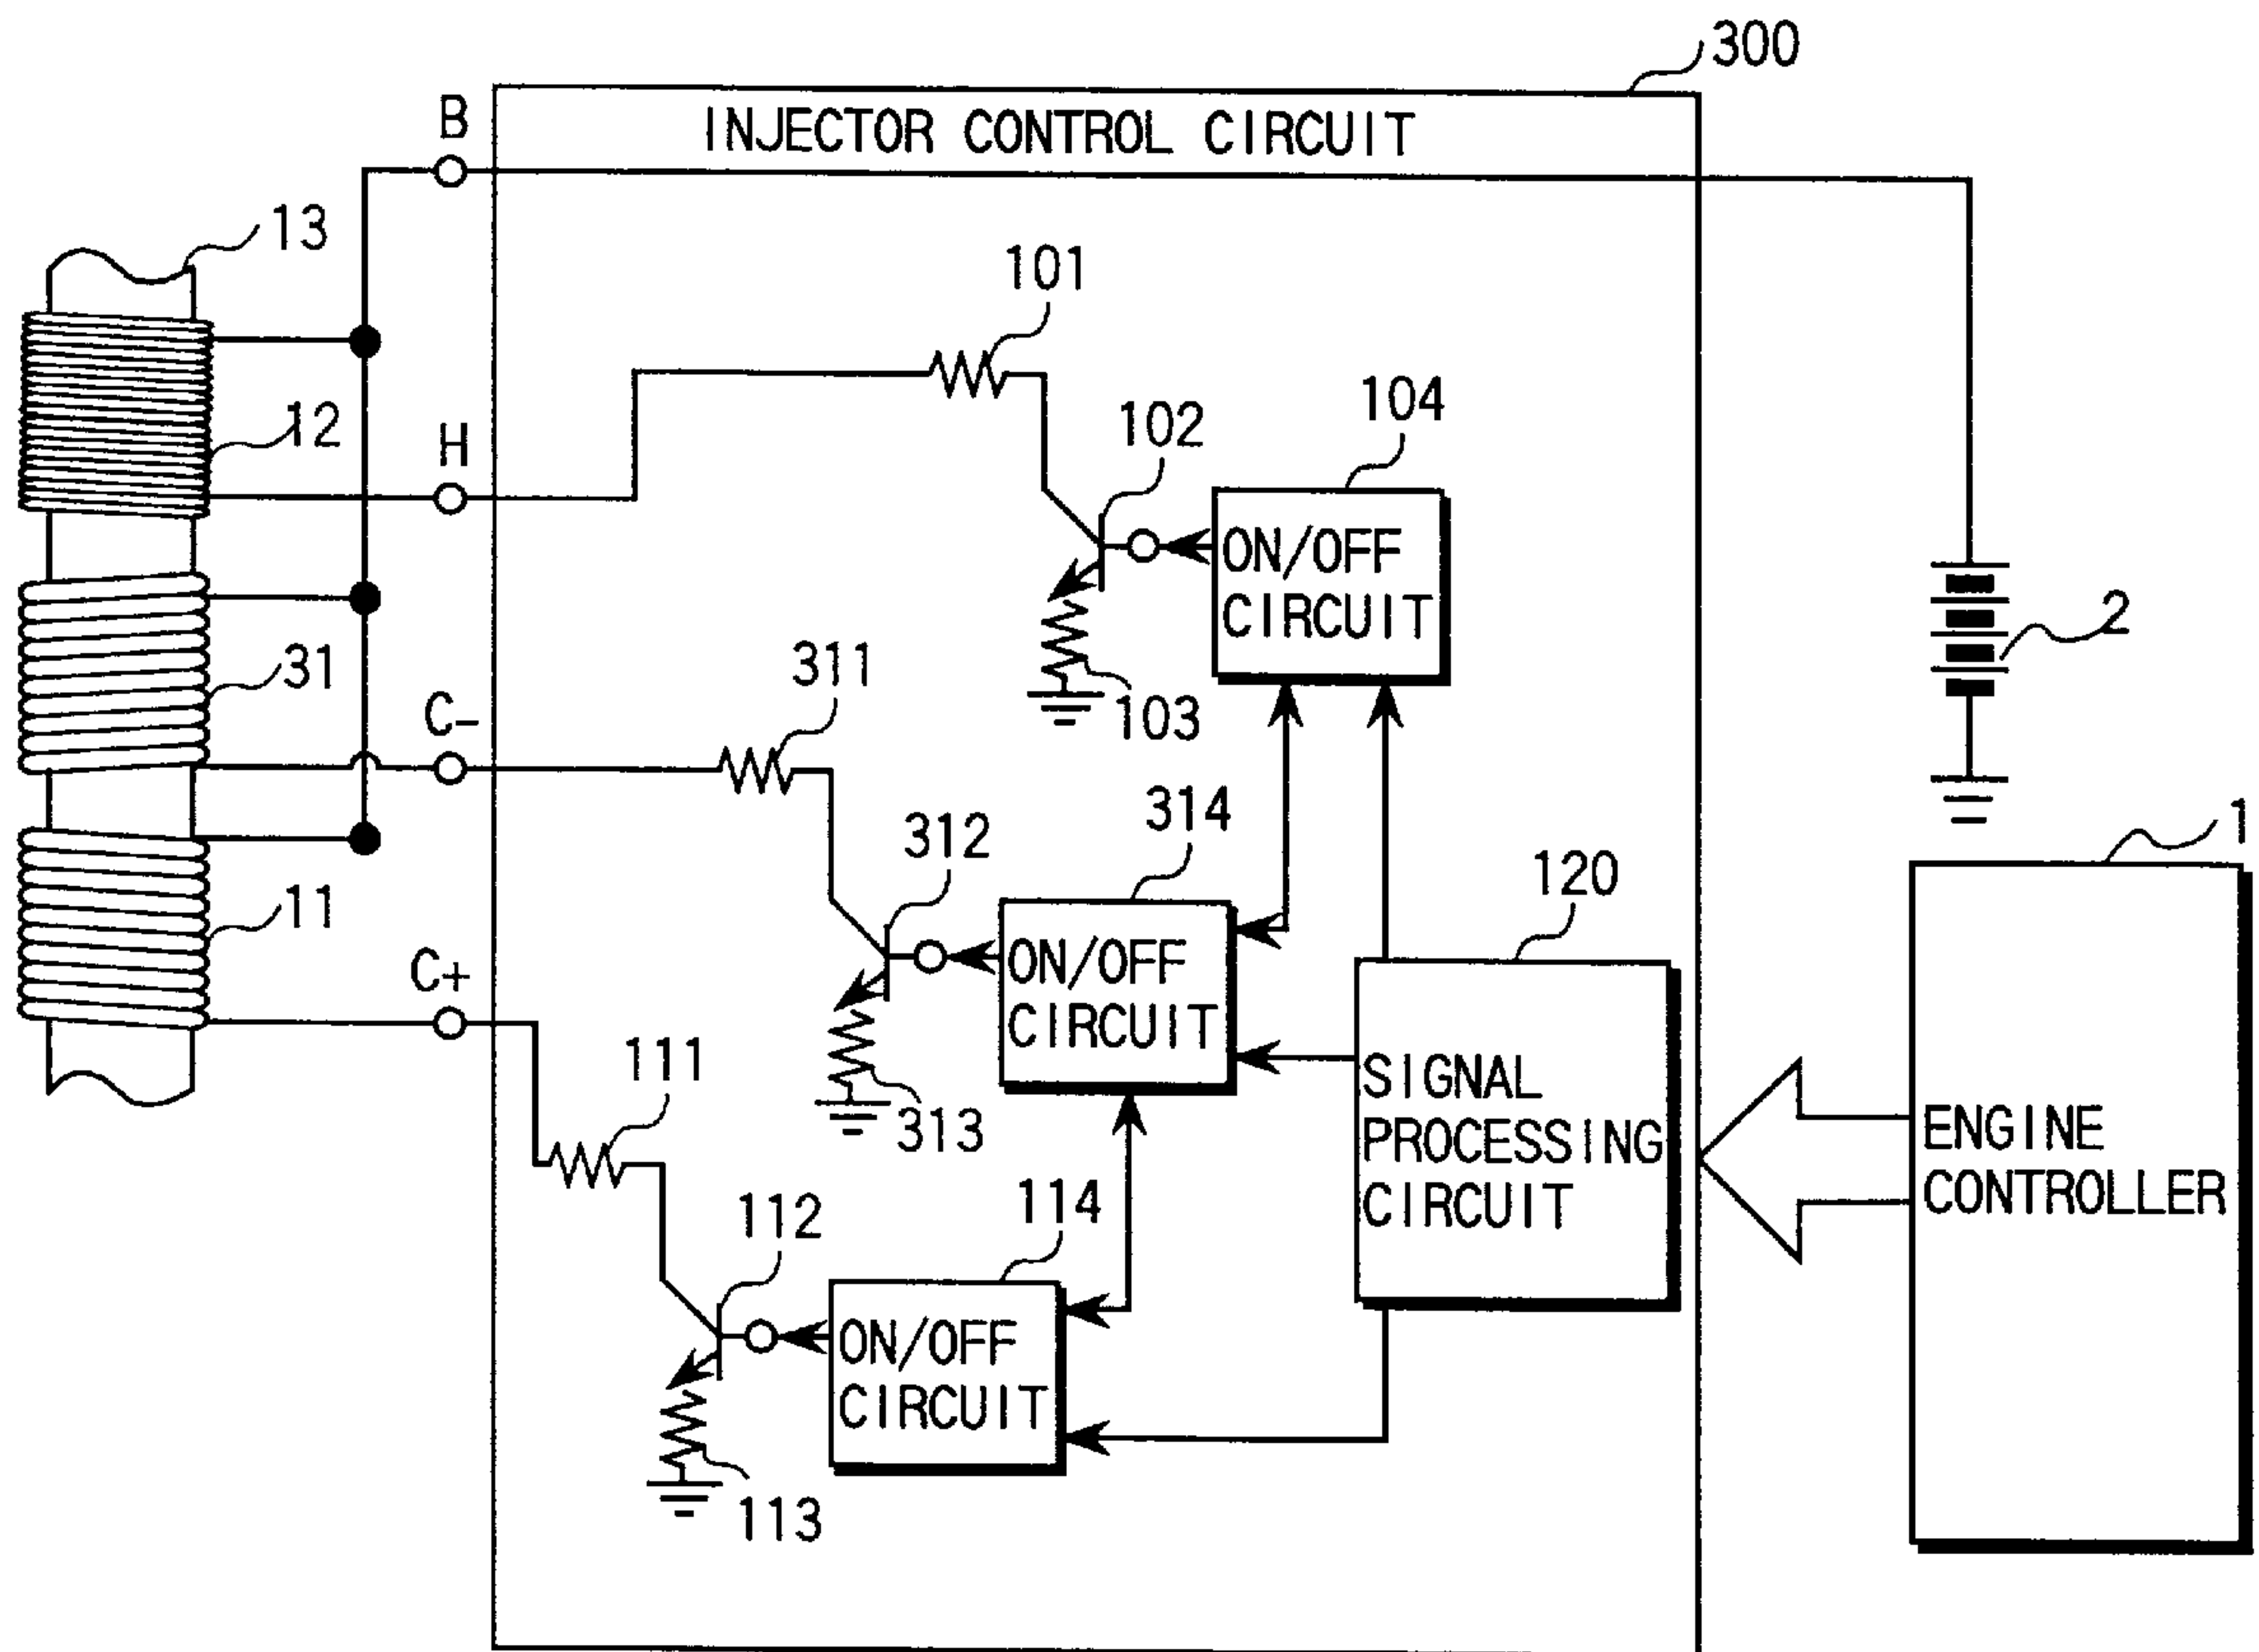 300
INJECTOR CONTROL CIRCUIT
B
13
101
12
H
102
104
ON/OFF
CIRCUIT
103
2
31
C-
311
312
314
ON/OFF
CIRCUIT
313
120
SIGNAL
PROCESSING
CIRCUIT
1
ENGINE
CONTROLLER
11
C+
111
112
114
ON/OFF
CIRCUIT
113